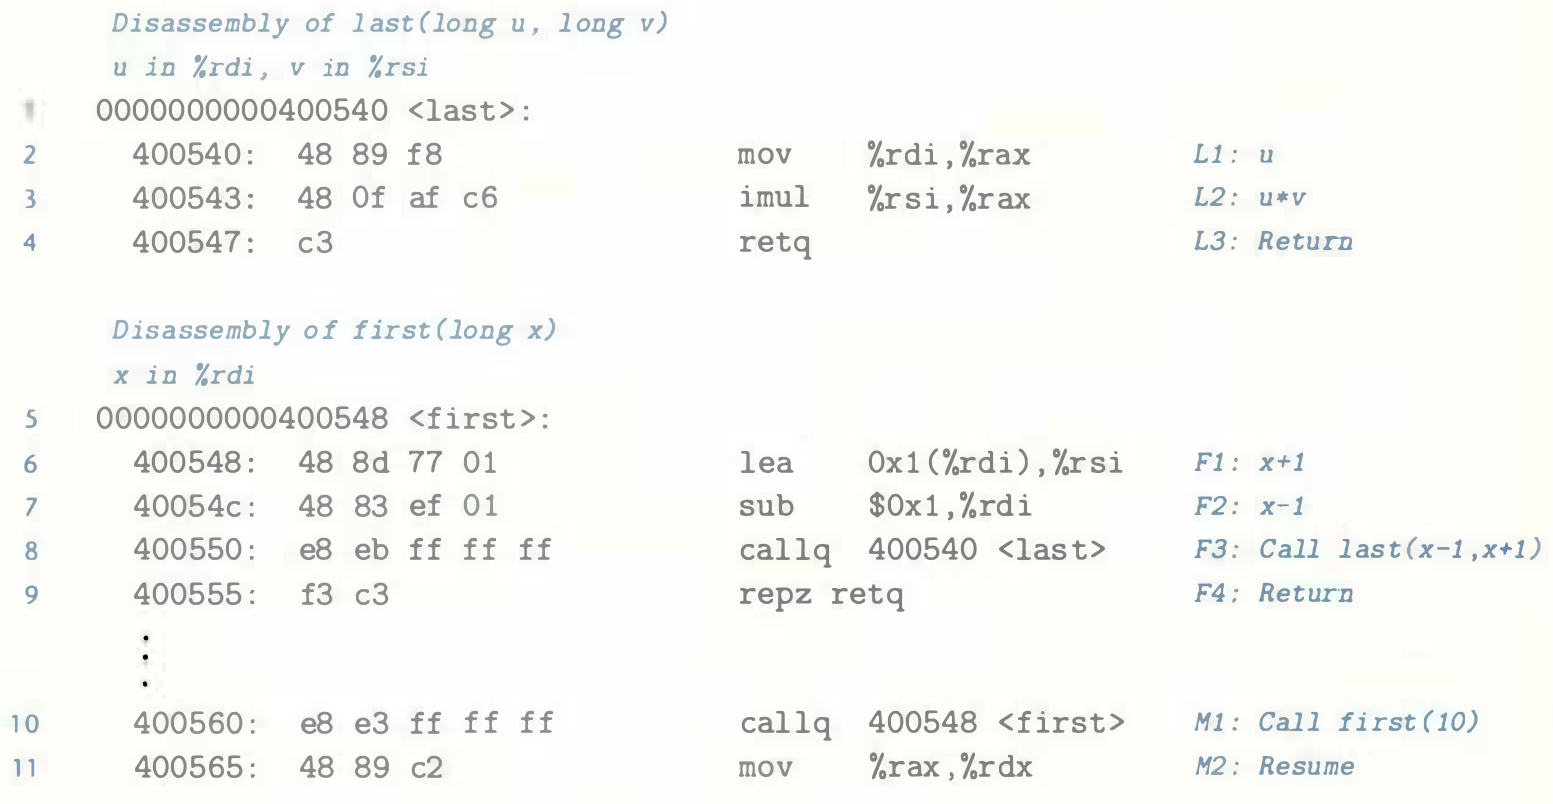 Disassembly of last(long u, long v)
u in %rdi, v in %rsi
1 0000000000400540 <last>:
2 400540: 48 89 f8 mov %rdi,%rax L1: u
3 400543: 48 0f af c6 imul %rsi,%rax L2: u*v
4 400547: c3 retq L3: Return
Disassembly of first(long x)
x in %rdi
5 0000000000400548 <first>:
6 400548: 48 8d 77 01 lea 0x1(%rdi),%rsi F1: x+1
7 40054c: 48 83 ef 01 sub $0x1,%rdi F2: x-1
8 400550: e8 eb ff ff ff callq 400540 <last> F3: Call last(x-1,x+1)
9 400555: f3 c3 repz retq F4: Return
10 400560: e8 e3 ff ff ff callq 400548 <first> M1: Call first(10)
11 400565: 48 89 c2 mov %rax,%rdx M2: Resume